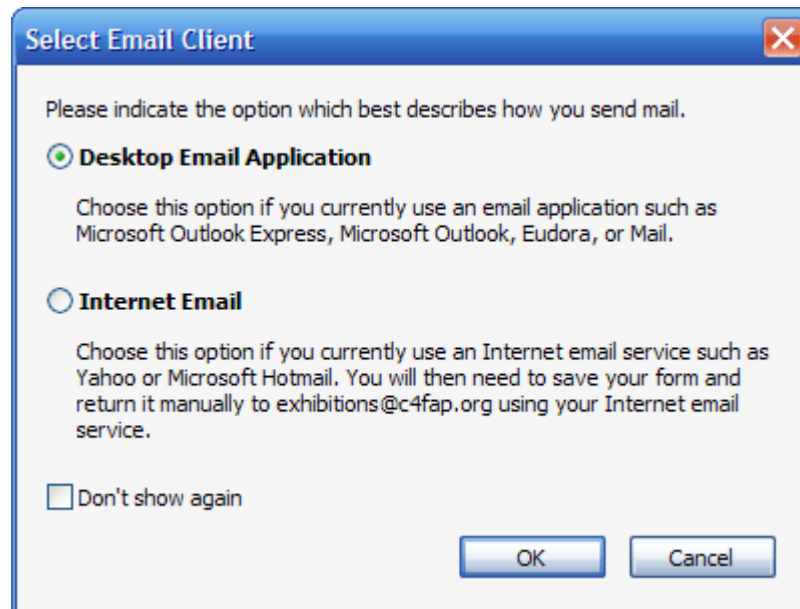 Select Email Client
Please indicate the option which best describes how you send mail.
Desktop Email Application
Choose this option if you currently use an email application such as
Microsoft Outlook Express, Microsoft Outlook, Eudora, or Mail.
Internet Email
Choose this option if you currently use an Internet email service such as
Yahoo or Microsoft Hotmail. You will then need to save your form and
return it manually to exhibitions@c4fap.org using your Internet email
service.
Don't show again
OK Cancel